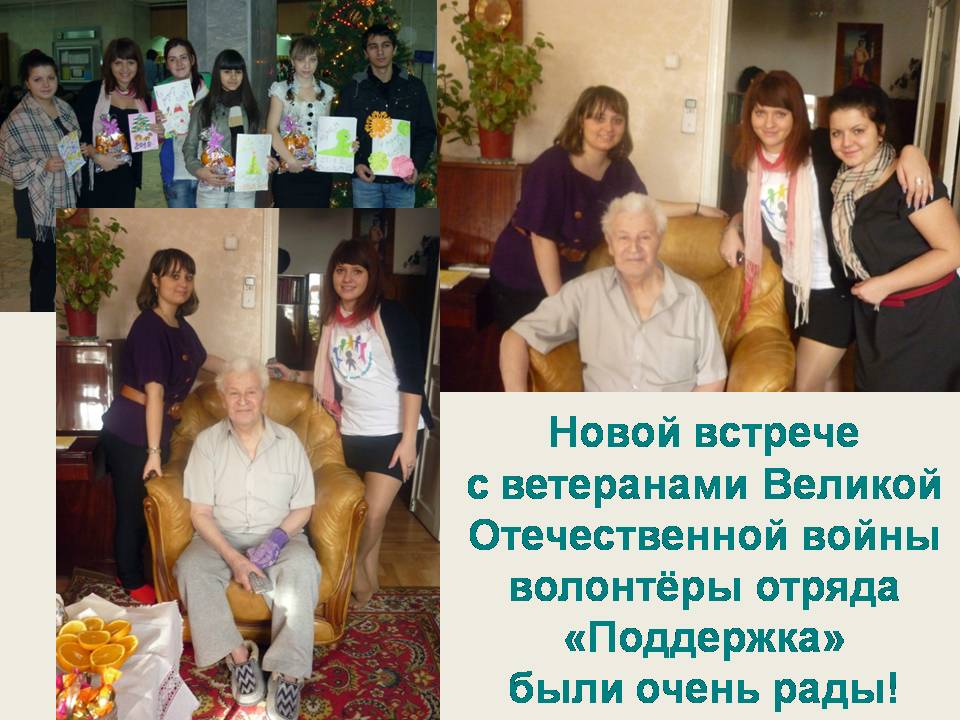 Новой встрече
с ветеранами Великой
Отечественной войны
волонтёры отряда
«Поддержка»
были очень рады!